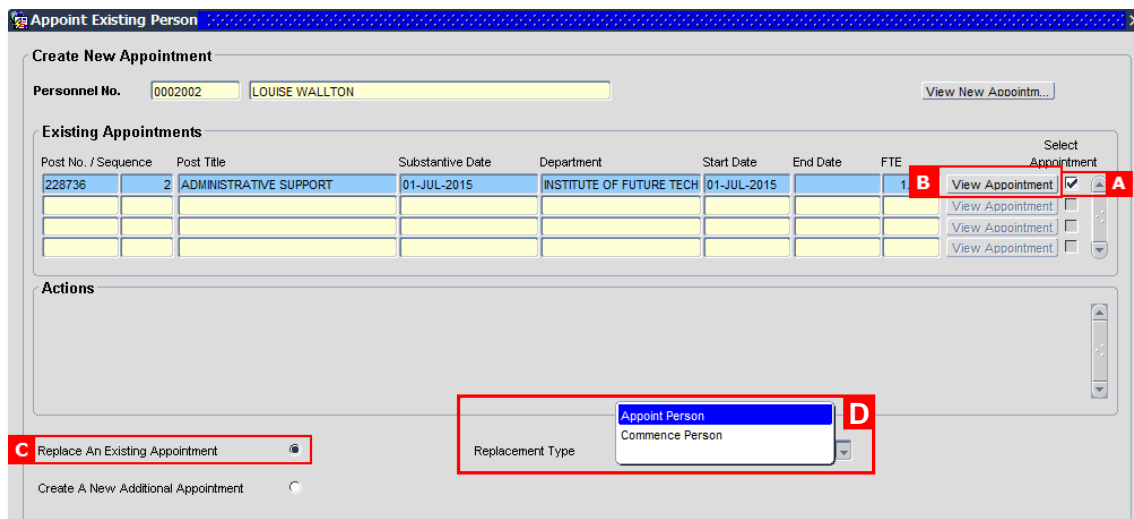 Appoint Existing Person
Create New Appointment
Personnel No. 0002002 LOUISE WALLTON View New Appointm...
Existing Appointments
Select
Post No. / Sequence Post Title Substantive Date Department Start Date End Date FTE Appointment
228736 2 ADMINISTRATIVE SUPPORT 01-JUL-2015 INSTITUTE OF FUTURE TECH 01-JUL-2015 1. B View Appointment A
View Appointment
View Appointment
View Appointment
Actions
Appoint Person D
Commence Person
C Replace An Existing Appointment Replacement Type
Create A New Additional Appointment